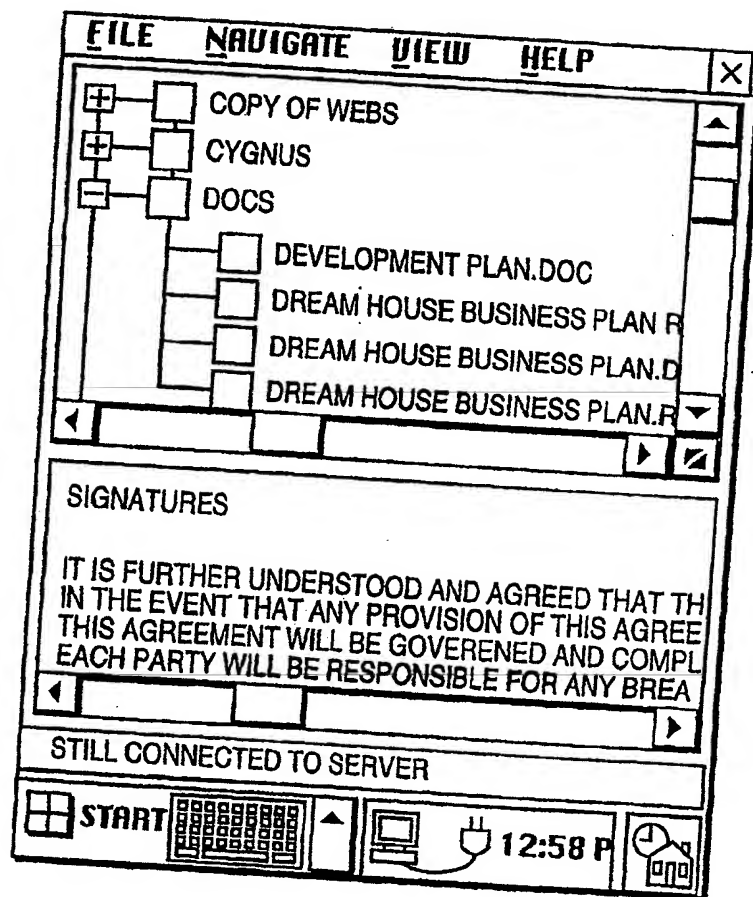 FILE NAVIGATE VIEW HELP
COPY OF WEBS
CYGNUS
DOCS
DEVELOPMENT PLAN.DOC
DREAM HOUSE BUSINESS PLAN R
DREAM HOUSE BUSINESS PLAN.D
DREAM HOUSE BUSINESS PLAN.R
SIGNATURES
IT IS FURTHER UNDERSTOOD AND AGREED THAT TH
IN THE EVENT THAT ANY PROVISION OF THIS AGREE
THIS AGREEMENT WILL BE GOVERENED AND COMPL
EACH PARTY WILL BE RESPONSIBLE FOR ANY BREA
STILL CONNECTED TO SERVER
START 12:58 P